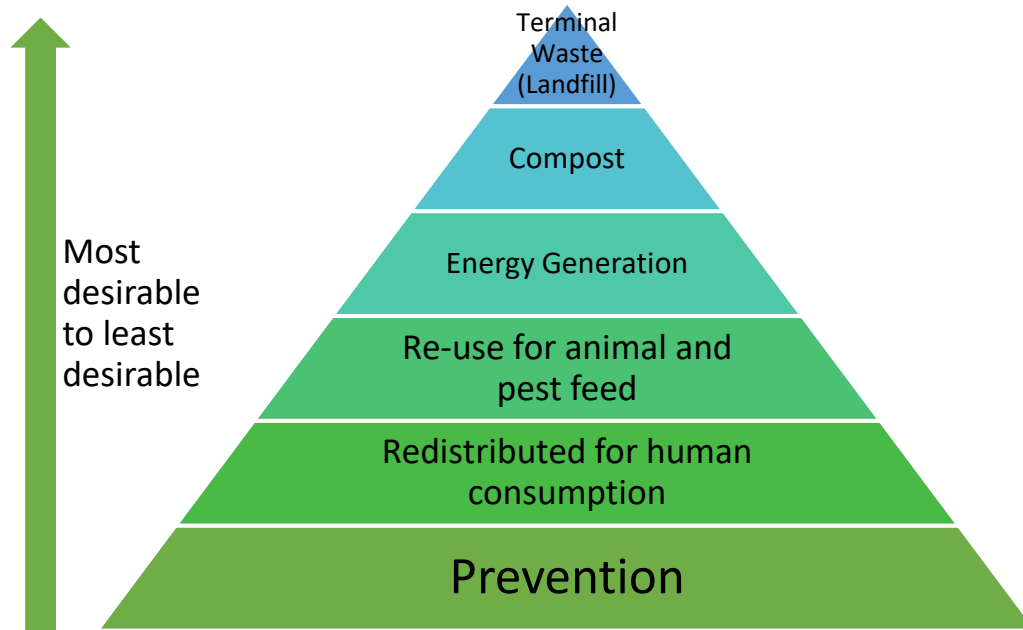 Terminal
Waste
(Landfill)
Compost
Energy Generation
Most
desirable
to least
desirable
Re-use for animal and
pest feed
Redistributed for human
consumption
Prevention